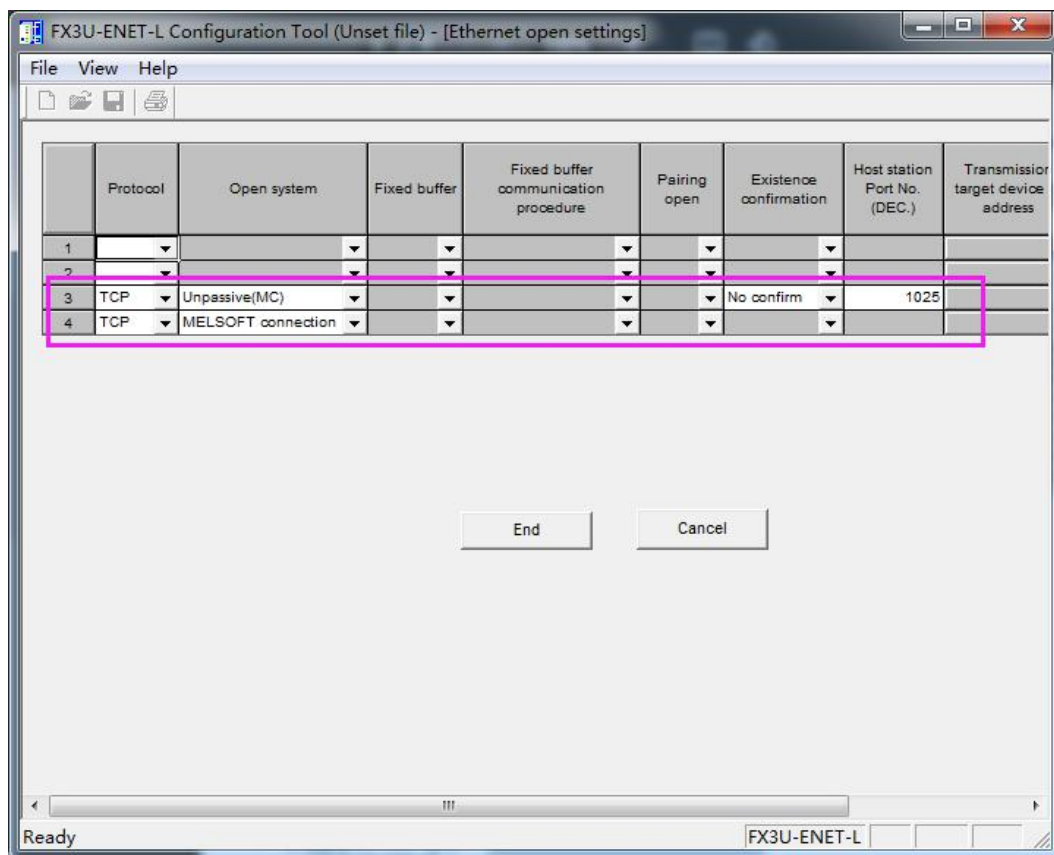 FX3U-ENET-L Configuration Tool (Unset file) - [Ethernet open settings]
File View Help
Protocol
Open system
Fixed buffer
Fixed buffer
communication
procedure
Pairing
open
Existence
confirmation
Host station
Port No.
(DEC.)
Transmission
target device
address
1
2
3 TCP Unpassive(MC) No confirm 1025
4 TCP MELSOFT connection
End Cancel
Ready FX3U-ENET-L